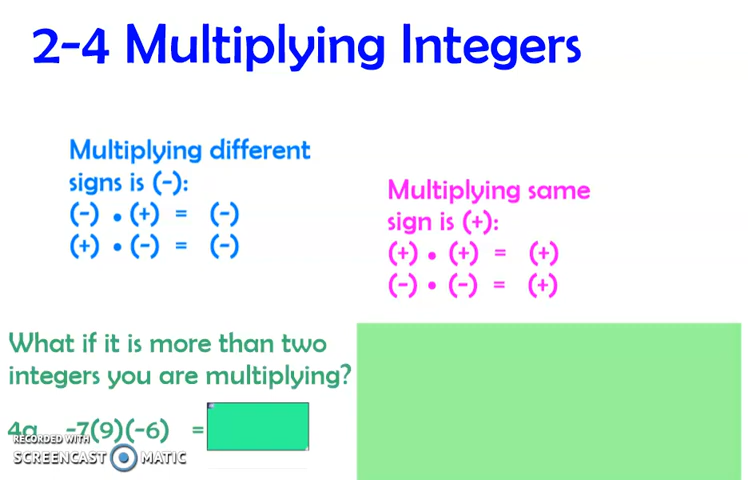 2-4 Multiplying Integers
Multiplying different
signs is (-):
(-) • (+) = (-)
(+) • (-) = (-)
Multiplying same
sign is (+):
(+) • (+) = (+)
(-) • (-) = (+)
What if it is more than two
integers you are multiplying?
4a -7(9)(-6) =
RECORDED WITH
SCREENCAST MATIC